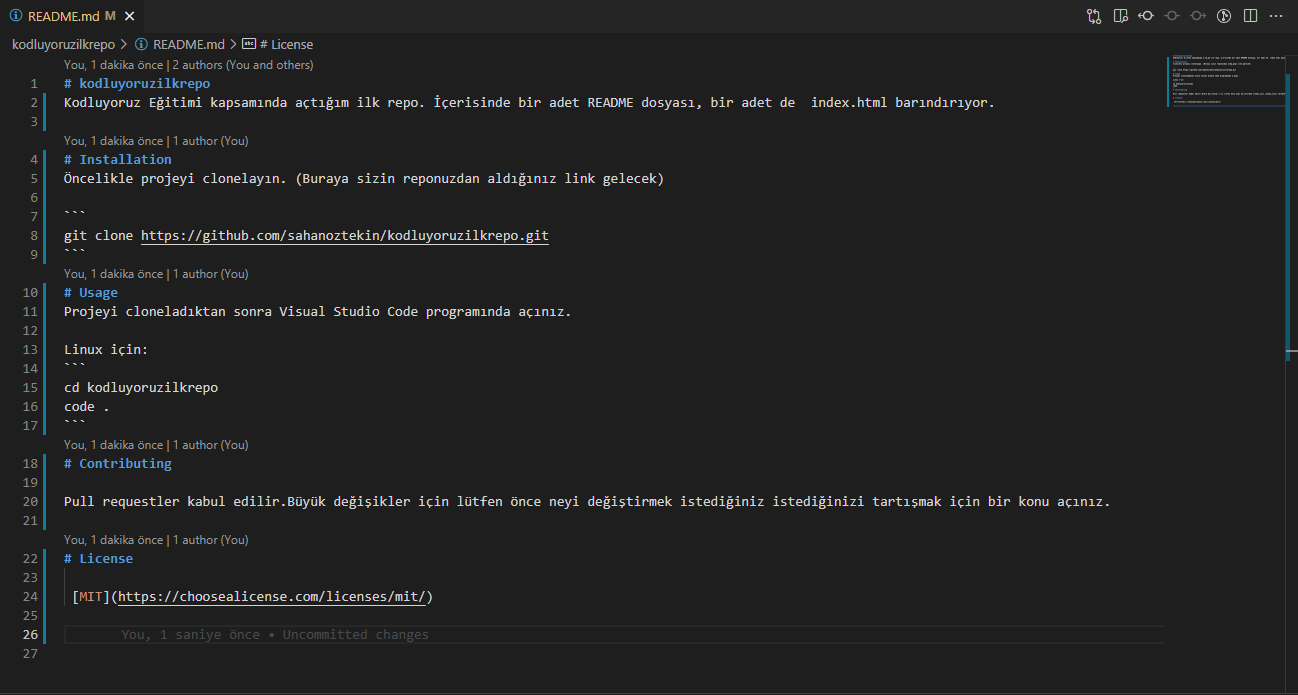 README.md M
kodluyoruzilkrepo > README.md > abc # License
You, 1 dakika önce | 2 authors (You and others)
1 # kodluyoruzilkrepo
2 Kodluyoruz Eğitimi kapsamında açtığım ilk repo. İçerisinde bir adet README dosyası, bir adet de  index.html barındırıyor.
3
You, 1 dakika önce | 1 author (You)
4 # Installation
5 Öncelikle projeyi clonelayın. (Buraya sizin reponuzdan aldığınız link gelecek)
6
7 ```
8 git clone https://github.com/sahanoztekin/kodluyoruzilkrepo.git
9 ```
You, 1 dakika önce | 1 author (You)
10 # Usage
11 Projeyi cloneladıktan sonra Visual Studio Code programında açınız.
12
13 Linux için:
14 ```
15 cd kodluyoruzilkrepo
16 code .
17 ```
You, 1 dakika önce | 1 author (You)
18 # Contributing
19
20 Pull requestler kabul edilir.Büyük değişikler için lütfen önce neyi değiştirmek istediğiniz istediğinizi tartışmak için bir konu açınız.
21
You, 1 dakika önce | 1 author (You)
22 # License
23
24 [MIT](https://choosealicense.com/licenses/mit/)
25
26 You, 1 saniye önce • Uncommitted changes
27